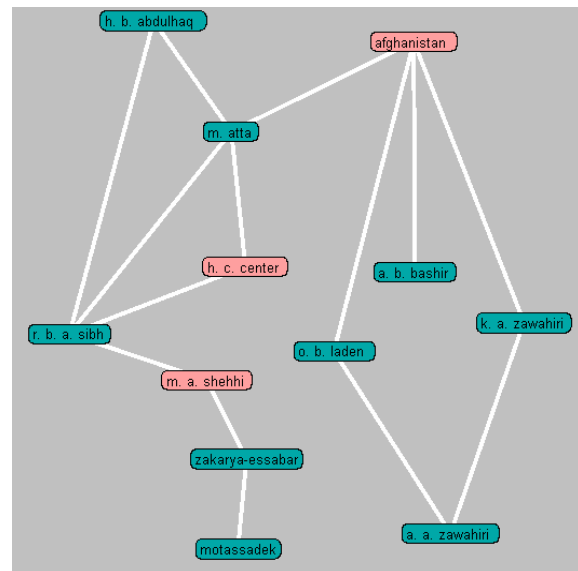 h. b. abdulhaq
afghanistan
m. atta
h. c. center
a. b. bashir
k. a. zawahiri
r. b. a. sibh
o. b. laden
m. a. shehhi
zakarya-essabar
a. a. zawahiri
motassadek